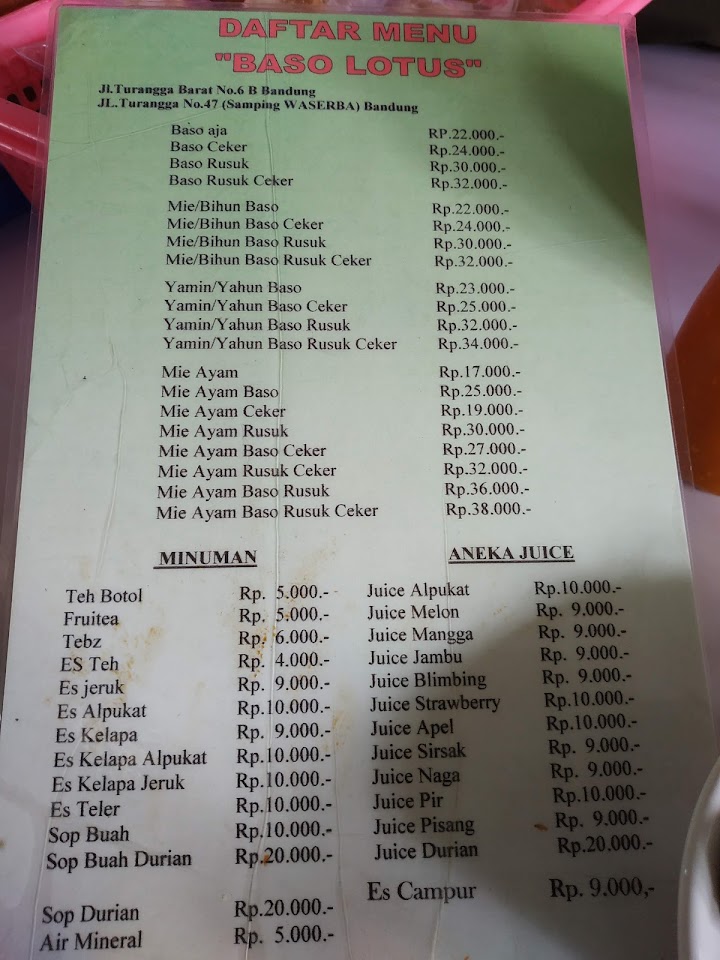 DAFTAR MENU
"BASO LOTUS"
Jl.Turangga Barat No.6 B Bandung
JL.Turangga No.47 (Samping WASERBA) Bandung
Baso aja RP.22.000.-
Baso Ceker Rp.24.000.-
Baso Rusuk Rp.30.000.-
Baso Rusuk Ceker Rp.32.000.-
Mie/Bihun Baso Rp.22.000.-
Mie/Bihun Baso Ceker Rp.24.000.-
Mie/Bihun Baso Rusuk Rp.30.000.-
Mie/Bihun Baso Rusuk Ceker Rp.32.000.-
Yamin/Yahun Baso Rp.23.000.-
Yamin/Yahun Baso Ceker Rp.25.000.-
Yamin/Yahun Baso Rusuk Rp.32.000.-
Yamin/Yahun Baso Rusuk Ceker Rp.34.000.-
Mie Ayam Rp.17.000.-
Mie Ayam Baso Rp.25.000.-
Mie Ayam Ceker Rp.19.000.-
Mie Ayam Rusuk Rp.30.000.-
Mie Ayam Baso Ceker Rp.27.000.-
Mie Ayam Rusuk Ceker Rp.32.000.-
Mie Ayam Baso Rusuk Rp.36.000.-
Mie Ayam Baso Rusuk Ceker Rp.38.000.-
MINUMAN
Teh Botol Rp. 5.000.-
Fruitea Rp. 5.000.-
Tebz Rp. 6.000.-
ES Teh Rp. 4.000.-
Es jeruk Rp. 9.000.-
Es Alpukat Rp.10.000.-
Es Kelapa Rp. 9.000.-
Es Kelapa Alpukat Rp.10.000.-
Es Kelapa Jeruk Rp.10.000.-
Es Teler Rp.10.000.-
Sop Buah Rp.10.000.-
Sop Buah Durian Rp.20.000.-
Sop Durian Rp.20.000.-
Air Mineral Rp. 5.000.-
ANEKA JUICE
Juice Alpukat Rp.10.000.-
Juice Melon Rp. 9.000.-
Juice Mangga Rp. 9.000.-
Juice Jambu Rp. 9.000.-
Juice Blimbing Rp. 9.000.-
Juice Strawberry Rp.10.000.-
Juice Apel Rp.10.000.-
Juice Sirsak Rp. 9.000.-
Juice Naga Rp. 9.000.-
Juice Pir Rp.10.000.-
Juice Pisang Rp. 9.000.-
Juice Durian Rp.20.000.-
Es Campur Rp. 9.000,-